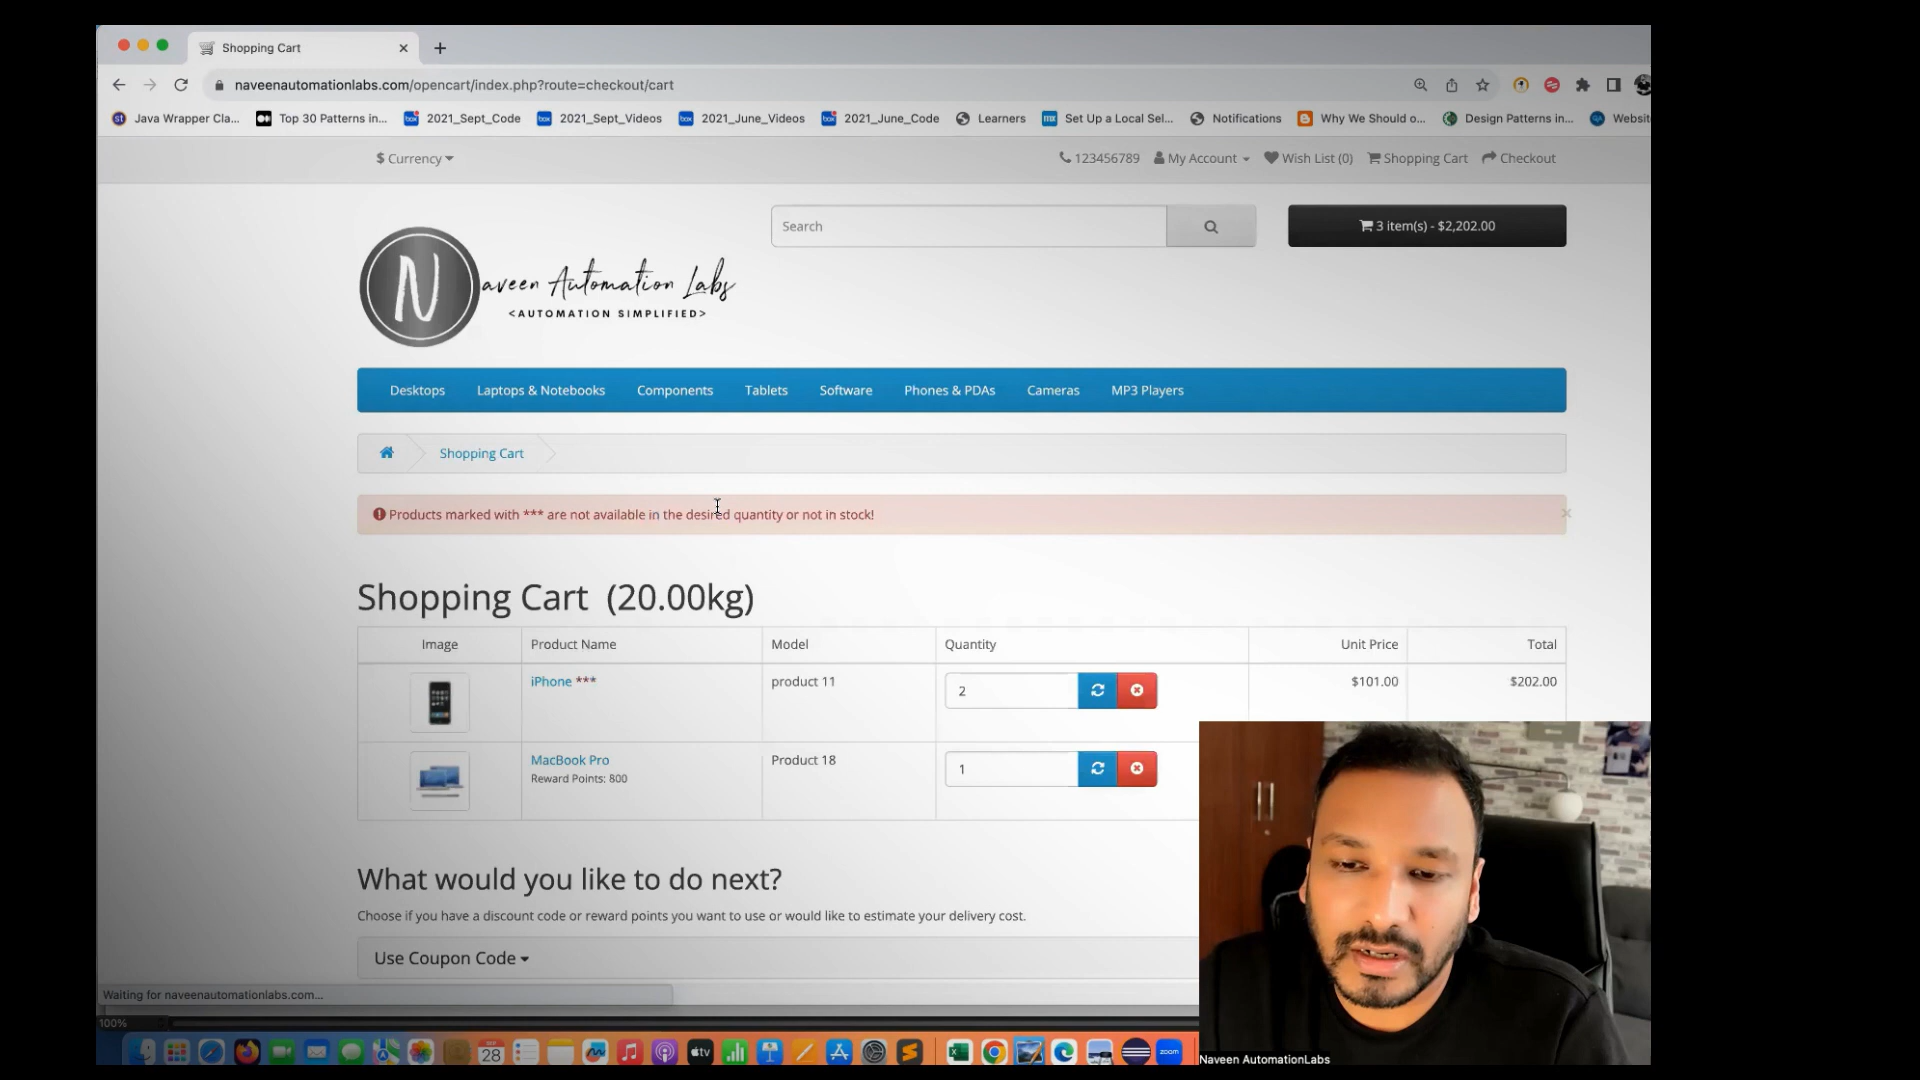 Shopping Cart
naveenautomationlabs.com/opencart/index.php?route=checkout/cart
Java Wrapper Cla... Top 30 Patterns in... 2021_Sept_Code 2021_Sept_Videos 2021_June_Videos 2021_June_Code Learners Set Up a Local Sel... Notifications Why We Should o... Design Patterns in... Websit
$ Currency 123456789 My Account Wish List (0) Shopping Cart Checkout
Search 3 item(s) - $2,202.00
Naveen Automation Labs
<AUTOMATION SIMPLIFIED>
Desktops Laptops & Notebooks Components Tablets Software Phones & PDAs Cameras MP3 Players
Shopping Cart
Products marked with *** are not available in the desired quantity or not in stock!
Shopping Cart (20.00kg)
Image Product Name Model Quantity Unit Price Total
iPhone *** product 11 2 $101.00 $202.00
MacBook Pro Product 18 1
Reward Points: 800
What would you like to do next?
Choose if you have a discount code or reward points you want to use or would like to estimate your delivery cost.
Use Coupon Code
Waiting for naveenautomationlabs.com...
100%
SEP
28
tv
zoom
Naveen AutomationLabs